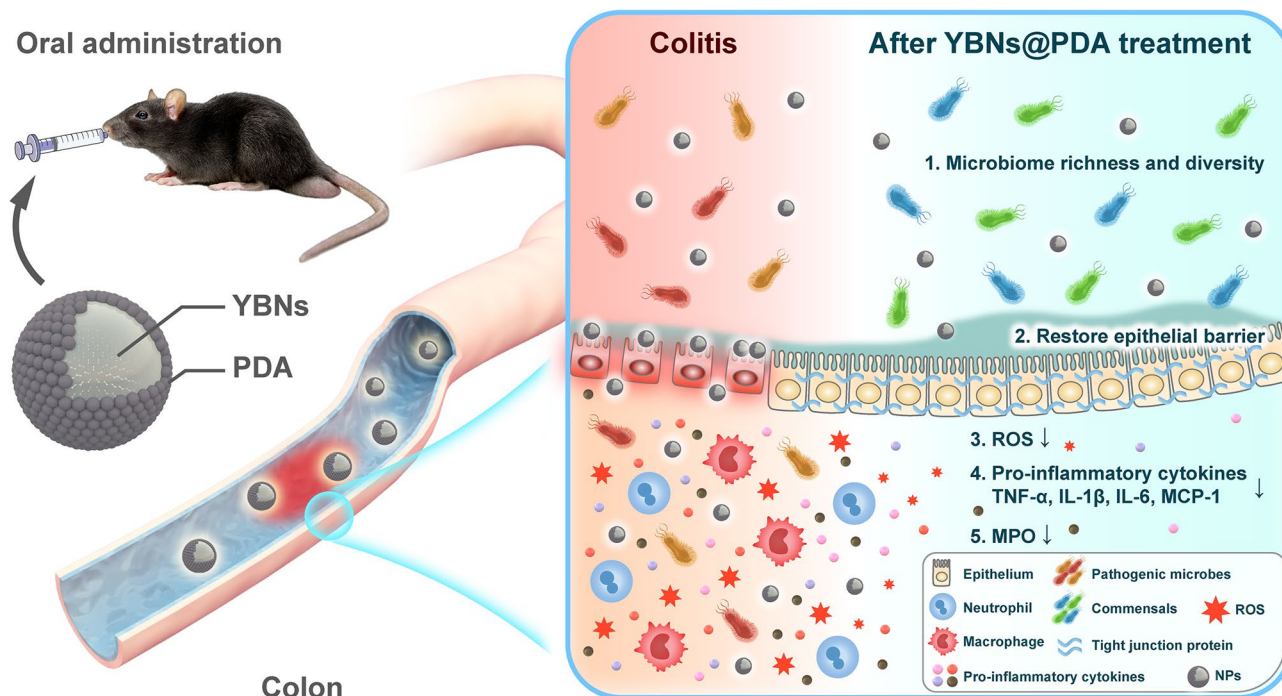 Oral administration
YBNs
PDA
Colon
Colitis
After YBNs@PDA treatment
1. Microbiome richness and diversity
2. Restore epithelial barrier
3. ROS ↓
4. Pro-inflammatory cytokines
TNF-α, IL-1β, IL-6, MCP-1 ↓
5. MPO ↓
Epithelium
Pathogenic microbes
Neutrophil
Commensals
ROS
Macrophage
Tight junction protein
Pro-inflammatory cytokines
NPs